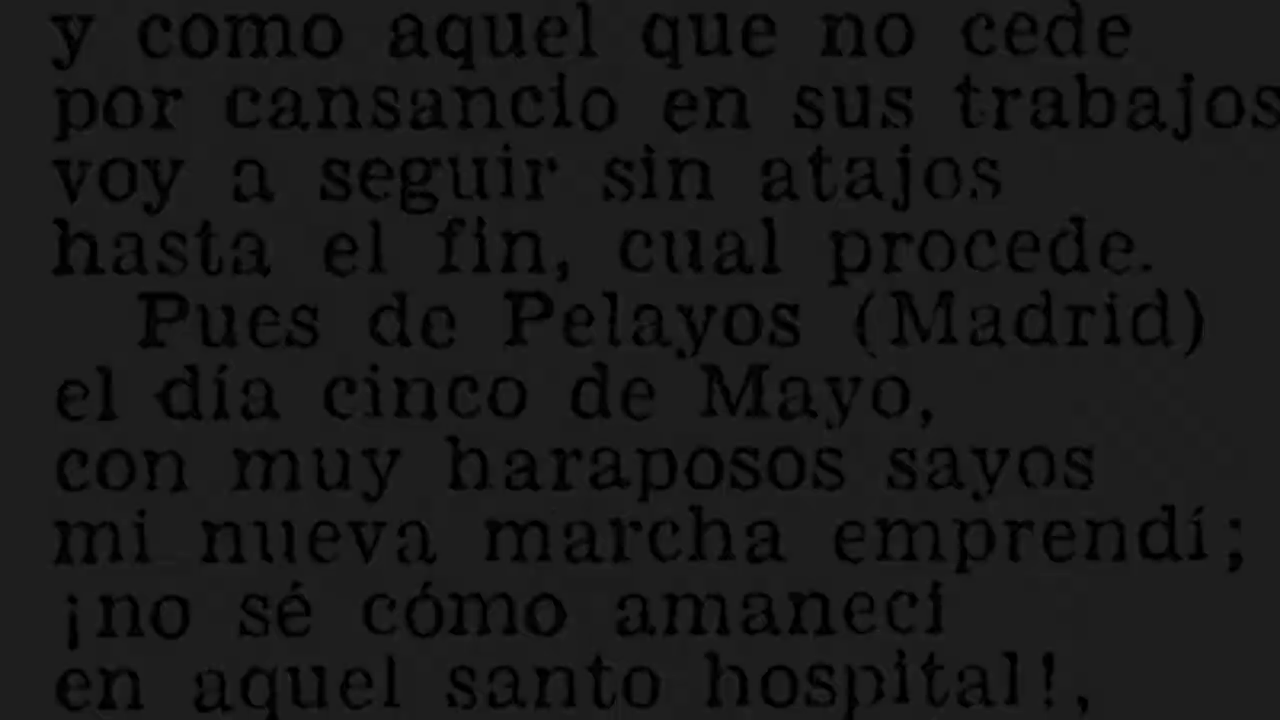 y como aquel que no cede
por cansancio en sus trabajos
voy a seguir sin atajos
hasta el fin, cual procede.
Pues de Pelayos (Madrid)
el día cinco de Mayo,
con muy haraposos sayos
mi nueva marcha emprendí;
¡no sé cómo amanecí
en aquel santo hospital!,